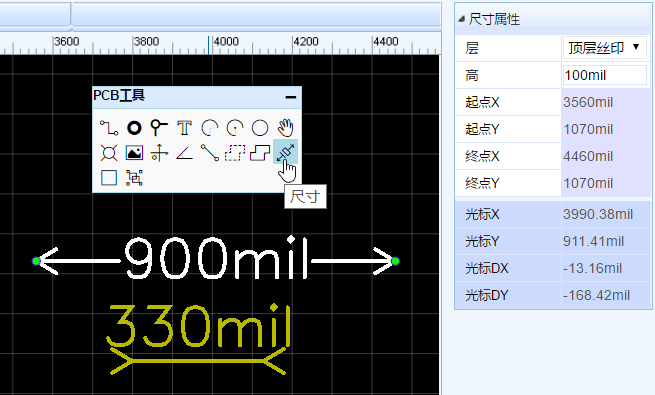 3600 3800 4000 4200 4400
PCB工具
T
尺寸
900mil
330mil
尺寸属性
层 顶层丝印
高 100mil
起点X 3560mil
起点Y 1070mil
终点X 4460mil
终点Y 1070mil
光标X 3990.38mil
光标Y 911.41mil
光标DX -13.16mil
光标DY -168.42mil